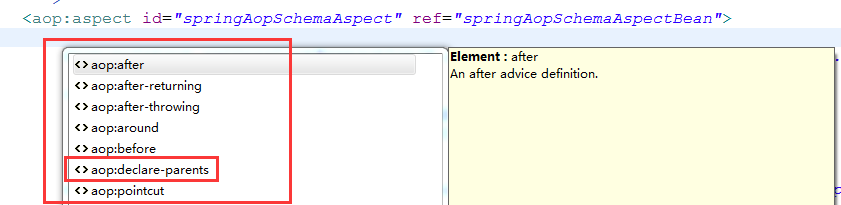 <aop:aspect id="springAopSchemaAspect" ref="springAopSchemaAspectBean">
<> aop:after
<> aop:after-returning
<> aop:after-throwing
<> aop:around
<> aop:before
<> aop:declare-parents
<> aop:pointcut
Element : after
An after advice definition.